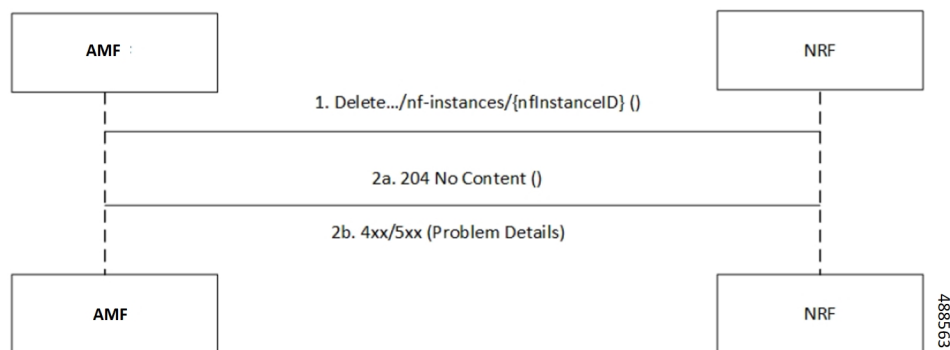 AMF
NRF
1. Delete.../nf-instances/{nfInstanceID} ()
2a. 204 No Content ()
2b. 4xx/5xx (Problem Details)
AMF
NRF
488563